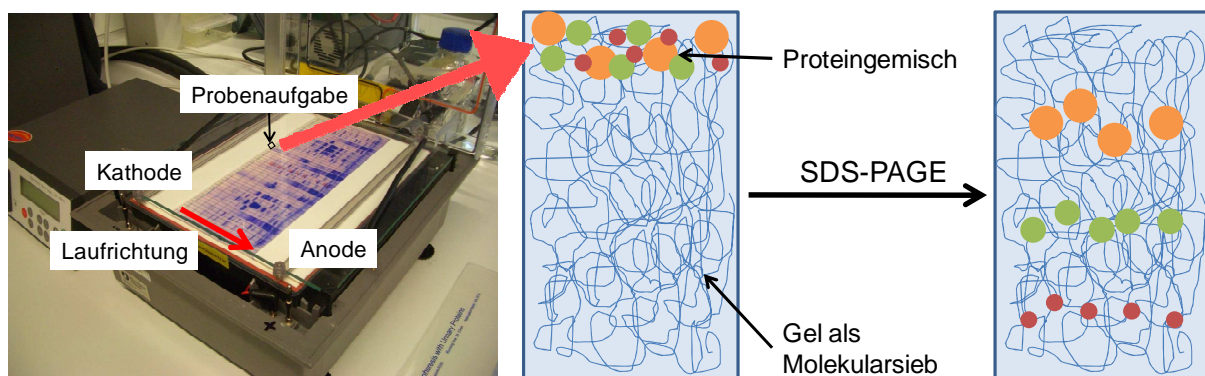 Probenaufgabe
Kathode
Laufrichtung
Anode
Proteingemisch
SDS-PAGE
Gel als
Molekularsieb